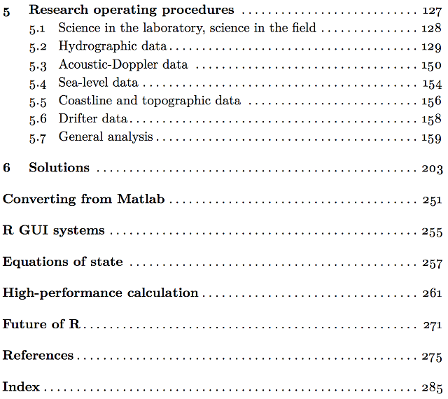 5 Research operating procedures 127
5.1 Science in the laboratory, science in the field 128
5.2 Hydrographic data 129
5.3 Acoustic-Doppler data 150
5.4 Sea-level data 154
5.5 Coastline and topographic data 156
5.6 Drifter data 158
5.7 General analysis 159
6 Solutions 203
Converting from Matlab 251
R GUI systems 255
Equations of state 257
High-performance calculation 261
Future of R 271
References 275
Index 285